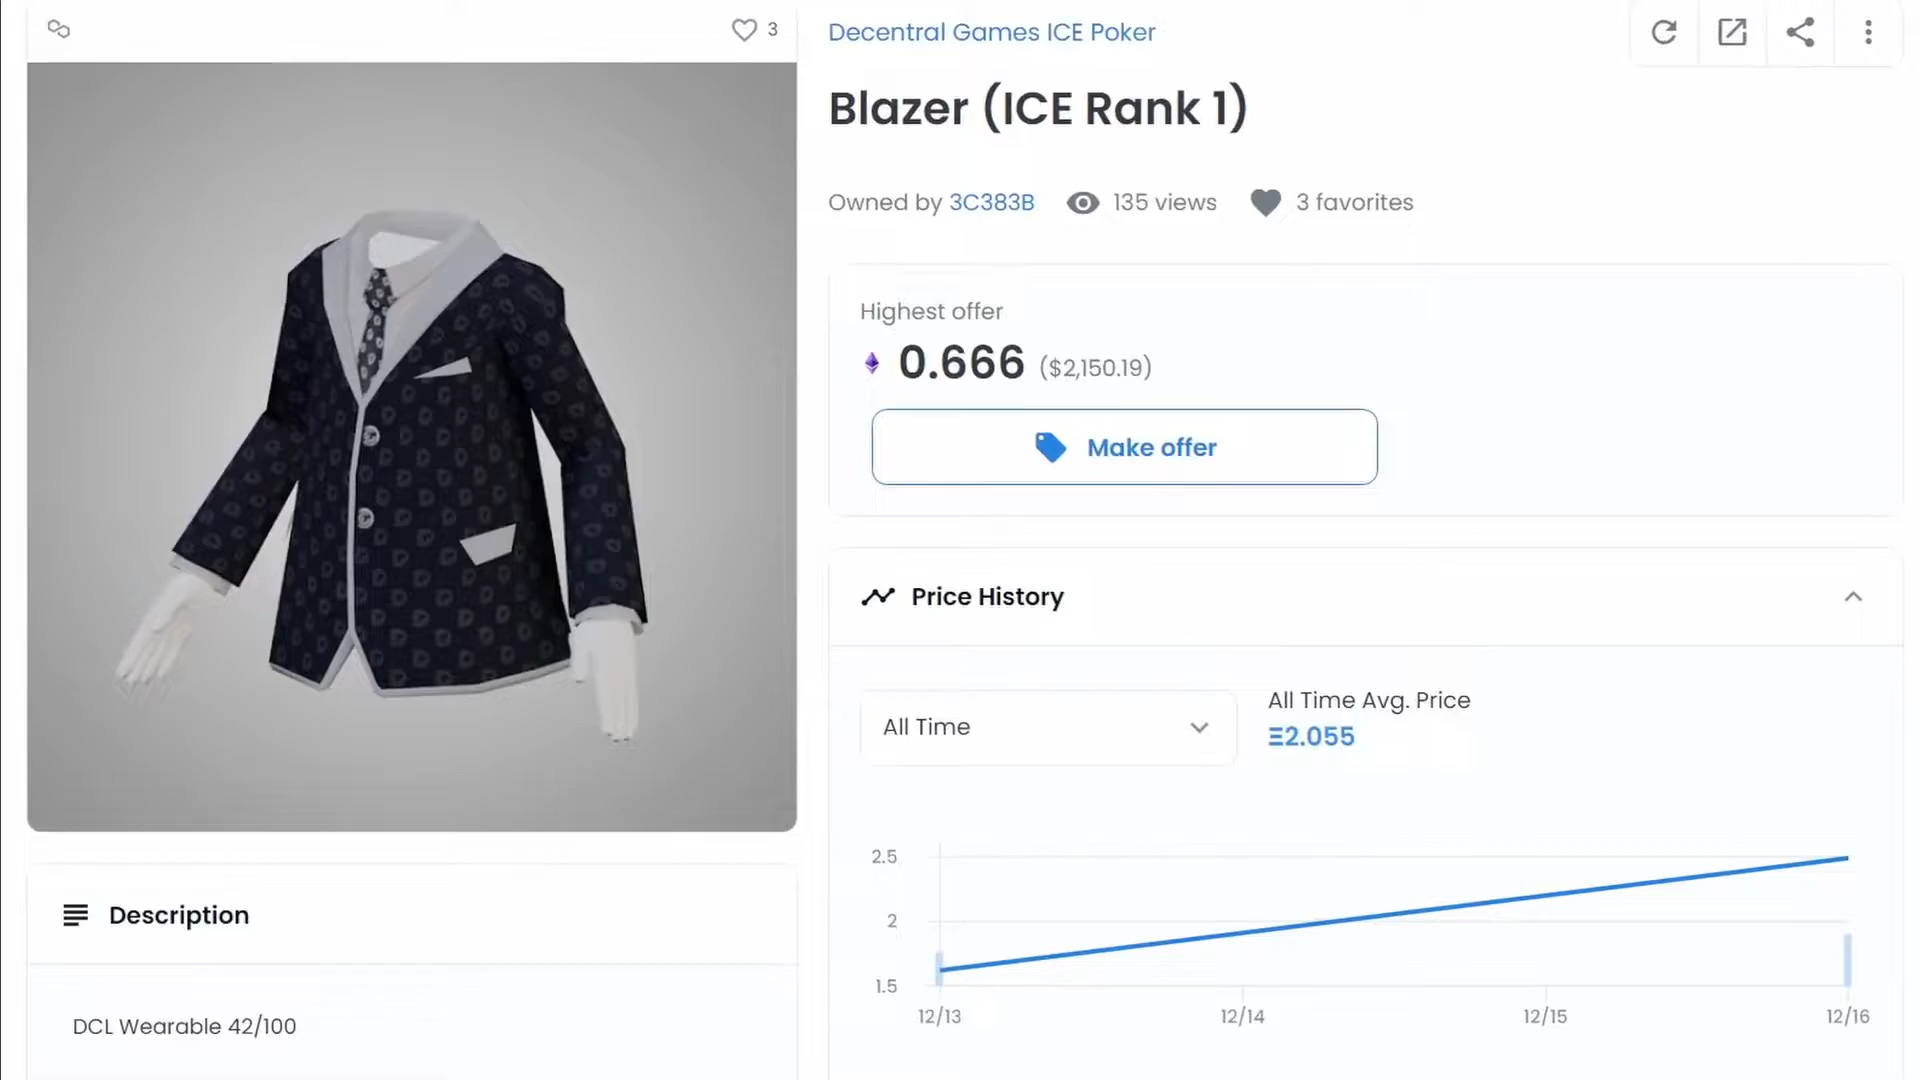 3
Decentral Games ICE Poker
Blazer (ICE Rank 1)
Owned by 3C383B 135 views 3 favorites
Highest offer
0.666 ($2,150.19)
Make offer
Price History
All Time
All Time Avg. Price
Ξ2.055
2.5
2
1.5
12/13 12/14 12/15 12/16
Description
DCL Wearable 42/100